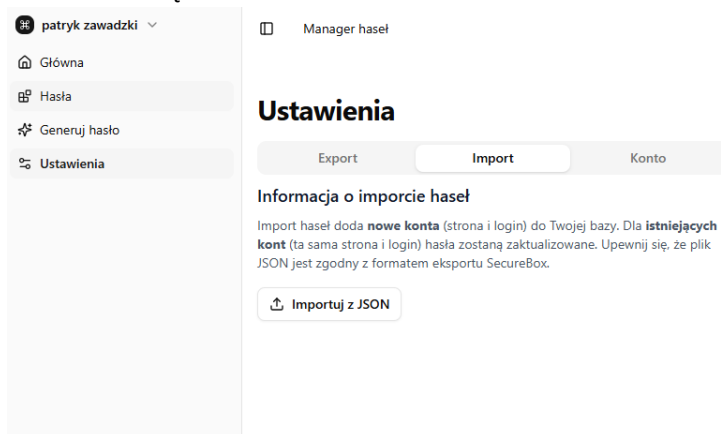 patryk zawadzki
Manager haseł
Główna
Hasła
Generuj hasło
Ustawienia
Ustawienia
Export Import Konto
Informacja o imporcie haseł
Import haseł doda nowe konta (strona i login) do Twojej bazy. Dla istniejących
kont (ta sama strona i login) hasła zostaną zaktualizowane. Upewnij się, że plik
JSON jest zgodny z formatem eksportu SecureBox.
Importuj z JSON